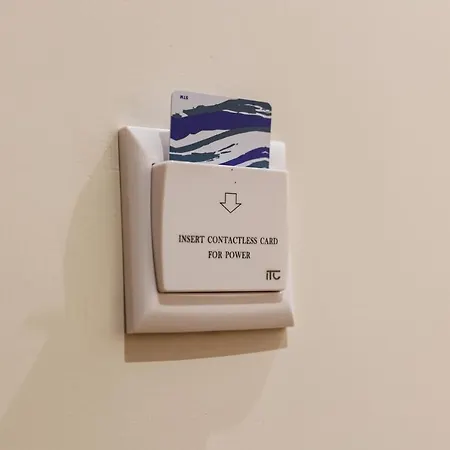 INSERT CONTACTLESS CARD
FOR POWER
ITC